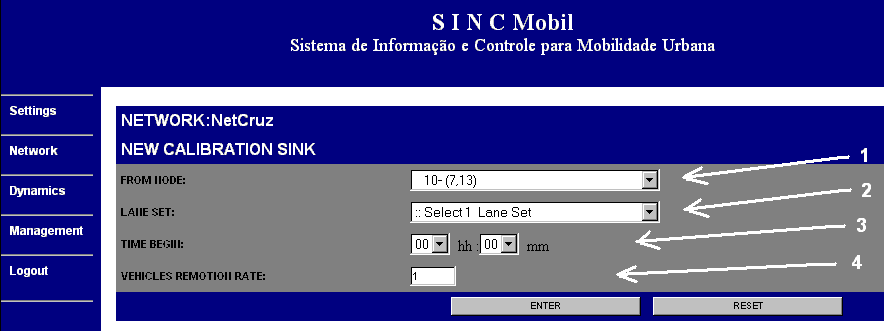 S I N C Mobil
Sistema de Informação e Controle para Mobilidade Urbana
Settings
Network
Dynamics
Management
Logout
NETWORK:NetCruz
NEW CALIBRATION SINK
FROM NODE: 10- (7,13) 1
LANE SET: :: Select 1 Lane Set 2
TIME BEGIN: 00 hh : 00 mm 3
VEHICLES REMOTION RATE: 1 4
ENTER RESET